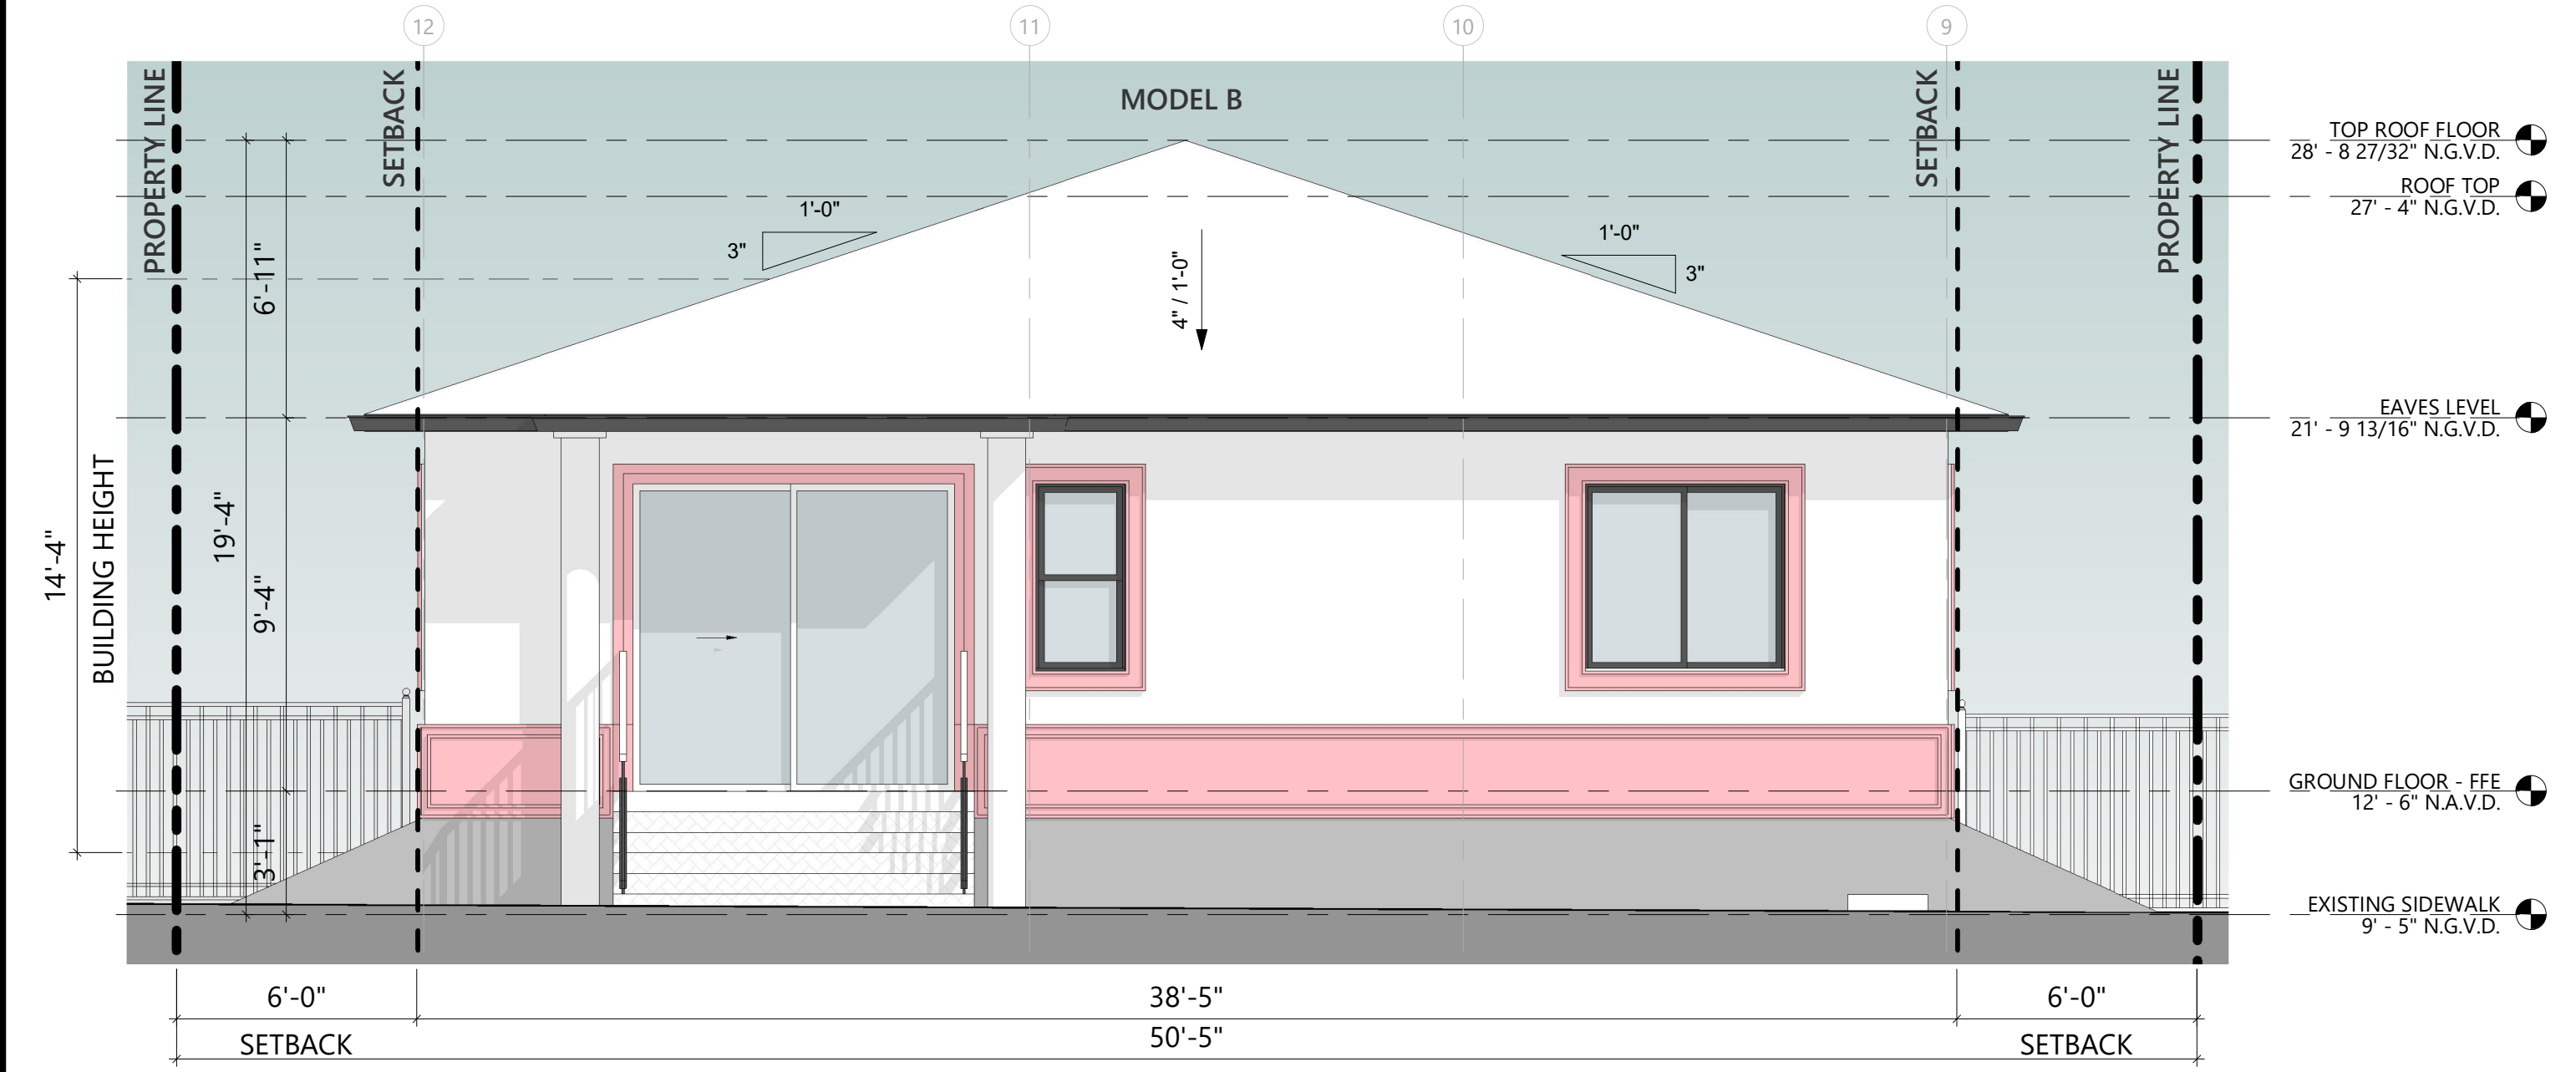 12
11
10
9
PROPERTY LINE
SETBACK
MODEL B
SETBACK
PROPERTY LINE
TOP ROOF FLOOR
28' - 8 27/32" N.G.V.D.
ROOF TOP
27' - 4" N.G.V.D.
1'-0"
3"
1'-0"
3"
4" / 1'-0"
6'-11"
EAVES LEVEL
21' - 9 13/16" N.G.V.D.
14'-4"
BUILDING HEIGHT
19'-4"
9'-4"
GROUND FLOOR - FFE
12' - 6" N.A.V.D.
3'-1"
EXISTING SIDEWALK
9' - 5" N.G.V.D.
6'-0"
38'-5"
6'-0"
SETBACK
50'-5"
SETBACK